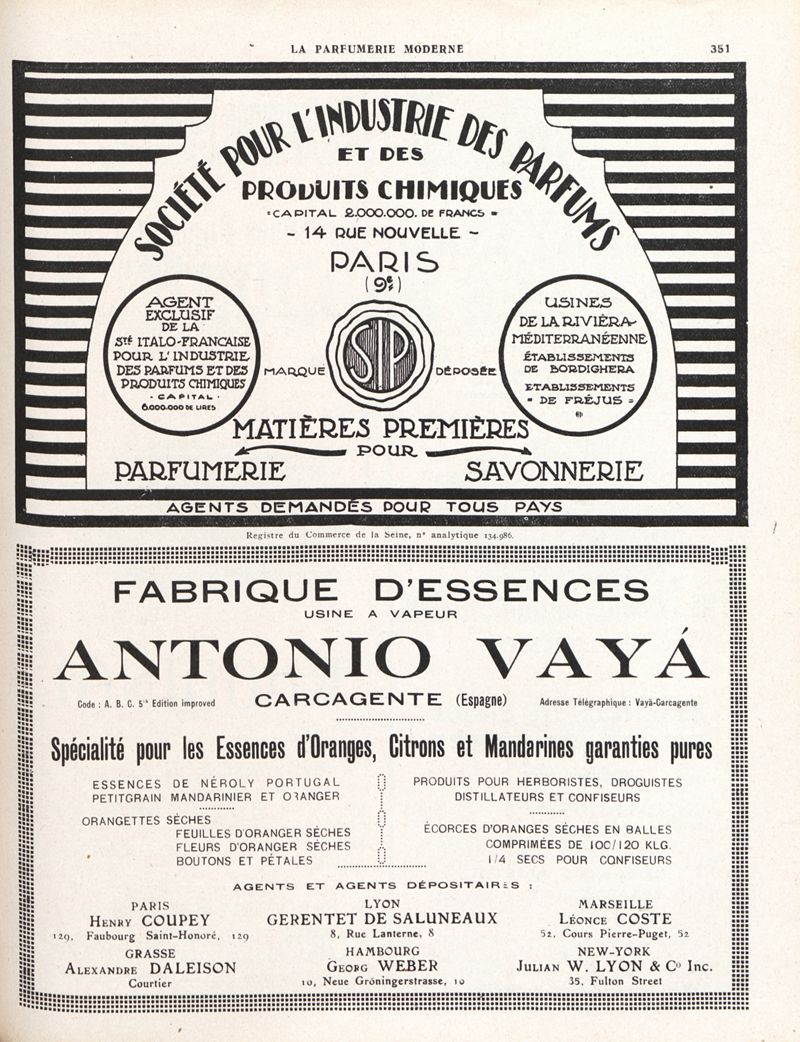 LA PARFUMERIE MODERNE
351
SOCIÉTÉ POUR L'INDUSTRIE DES PARFUMS
ET DES
PRODUITS CHIMIQUES
"CAPITAL 2.000.000. DE FRANCS"
- 14 RUE NOUVELLE -
PARIS
(9e)
AGENT
EXCLUSIF
DE LA
Sté ITALO-FRANCAISE
POUR L'INDUSTRIE
DES PARFUMS ET DES
PRODUITS CHIMIQUES
- CAPITAL -
6.000.000 DE LIRES
MARQUE
SIP
DÉPOSÉE
USINES
DE LA RIVIÉRA-
MÉDITERRANÉENNE
ÉTABLISSEMENTS
DE BORDIGHERA
ETABLISSEMENTS
" DE FRÉJUS "
MATIÈRES PREMIÈRES
POUR
PARFUMERIE
SAVONNERIE
AGENTS DEMANDÉS POUR TOUS PAYS
Registre du Commerce de la Seine, n° analytique 134.986.
FABRIQUE D'ESSENCES
USINE A VAPEUR
ANTONIO VAYÁ
Code : A. B. C. 5th Edition improved
CARCAGENTE (Espagne)
Adresse Télégraphique : Vayà-Carcagente
Spécialité pour les Essences d'Oranges, Citrons et Mandarines garanties pures
ESSENCES DE NÉROLY PORTUGAL
PETITGRAIN MANDARINIER ET ORANGER
ORANGETTES SÈCHES
FEUILLES D'ORANGER SÈCHES
FLEURS D'ORANGER SÈCHES
BOUTONS ET PÉTALES
PRODUITS POUR HERBORISTES, DROGUISTES
DISTILLATEURS ET CONFISEURS
ÉCORCES D'ORANGES SÈCHES EN BALLES
COMPRIMÉES DE 100/120 KLG.
1/4 SECS POUR CONFISEURS
AGENTS ET AGENTS DÉPOSITAIRES :
PARIS
HENRY COUPEY
129, Faubourg Saint-Honoré, 129
LYON
GERENTET DE SALUNEAUX
8, Rue Lanterne, 8
MARSEILLE
LÉONCE COSTE
52, Cours Pierre-Puget, 52
GRASSE
ALEXANDRE DALEISON
Courtier
HAMBOURG
GEORG WEBER
10, Neue Gröningerstrasse, 10
NEW-YORK
JULIAN W. LYON & Co Inc.
35, Fulton Street